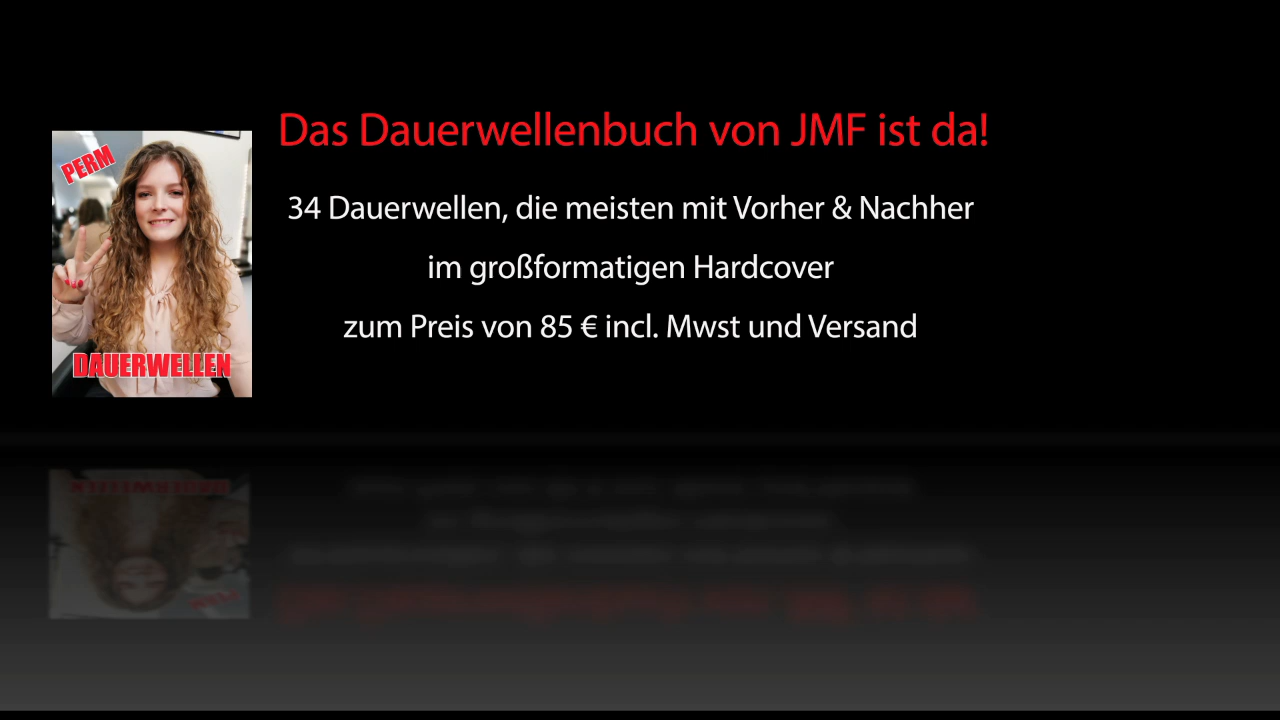 PERM
DAUERWELLEN
Das Dauerwellenbuch von JMF ist da!
34 Dauerwellen, die meisten mit Vorher & Nachher
im großformatigen Hardcover
zum Preis von 85 € incl. Mwst und Versand